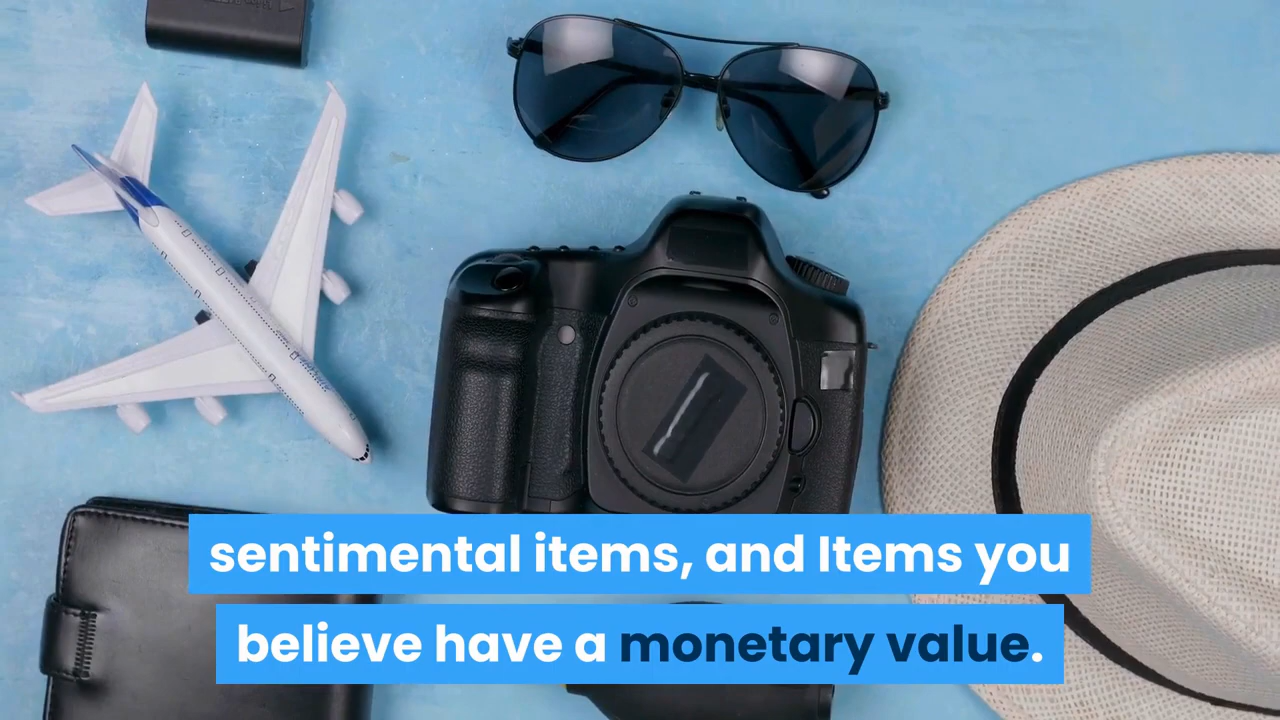 sentimental items, and Items you
believe have a monetary value.